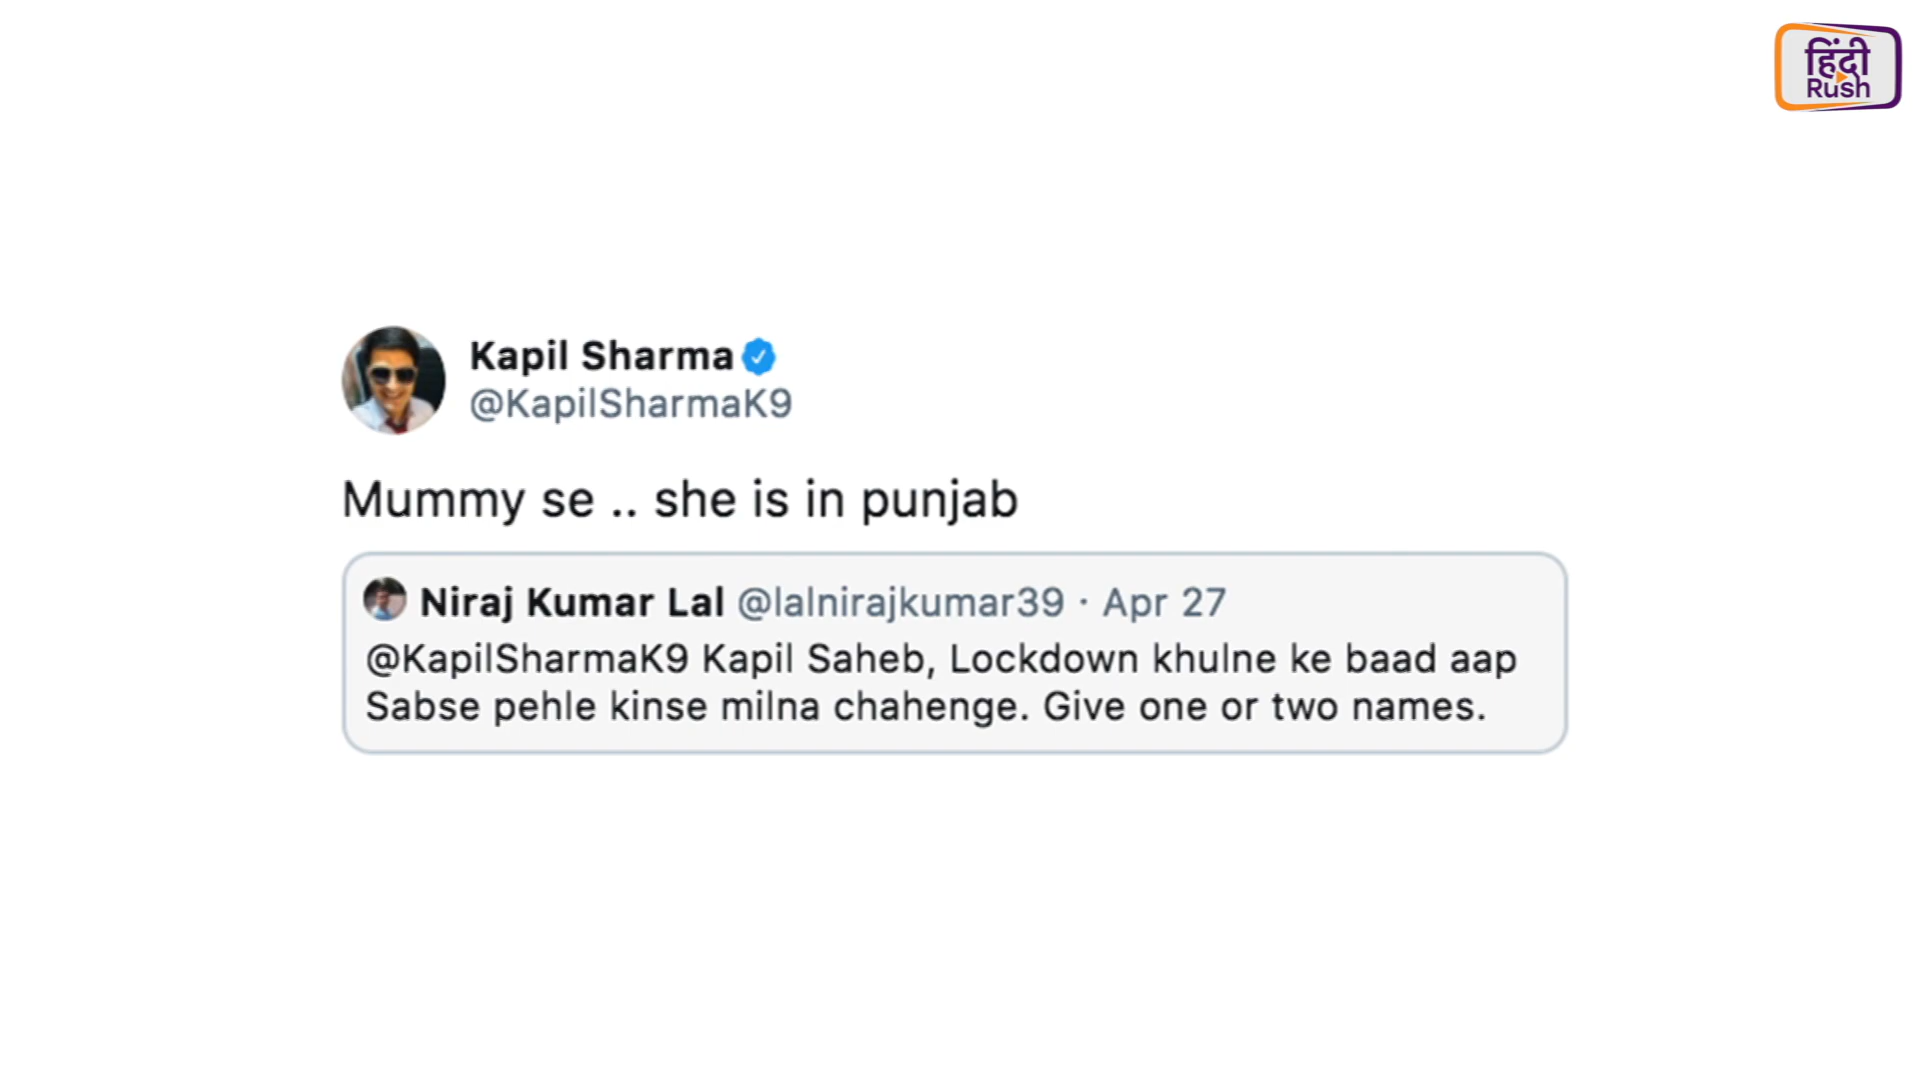 हिंदी
Rush
Kapil Sharma
@KapilSharmaK9
Mummy se .. she is in punjab
Niraj Kumar Lal @lalnirajkumar39 · Apr 27
@KapilSharmaK9 Kapil Saheb, Lockdown khulne ke baad aap
Sabse pehle kinse milna chahenge. Give one or two names.